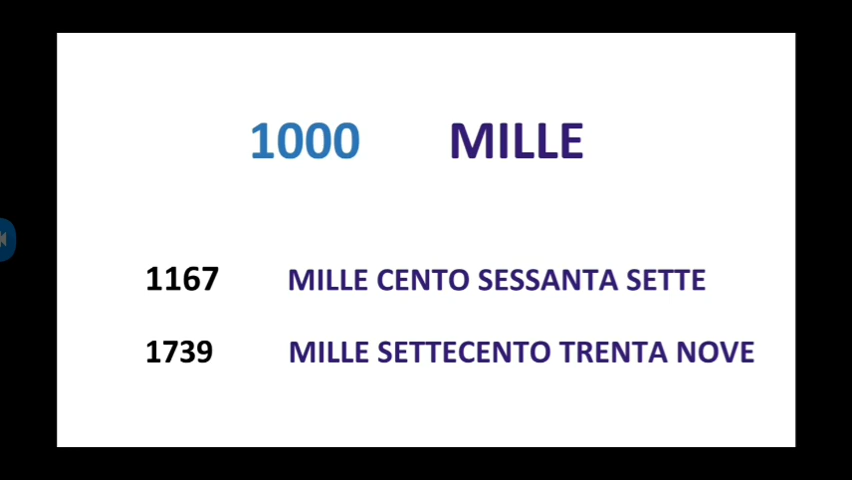 1000 MILLE
1167 MILLE CENTO SESSANTA SETTE
1739 MILLE SETTECENTO TRENTA NOVE